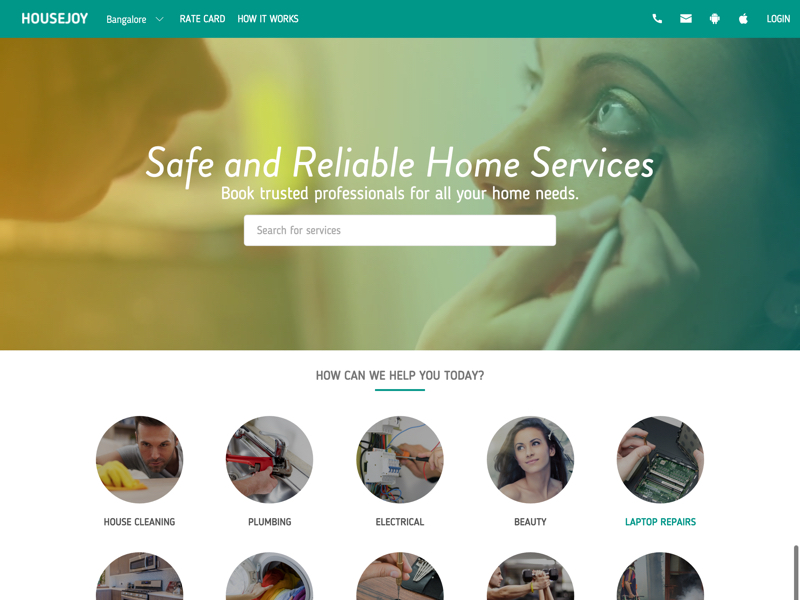 HOUSEJOY Bangalore RATE CARD HOW IT WORKS LOGIN
Safe and Reliable Home Services
Book trusted professionals for all your home needs.
Search for services
HOW CAN WE HELP YOU TODAY?
HOUSE CLEANING PLUMBING ELECTRICAL BEAUTY LAPTOP REPAIRS